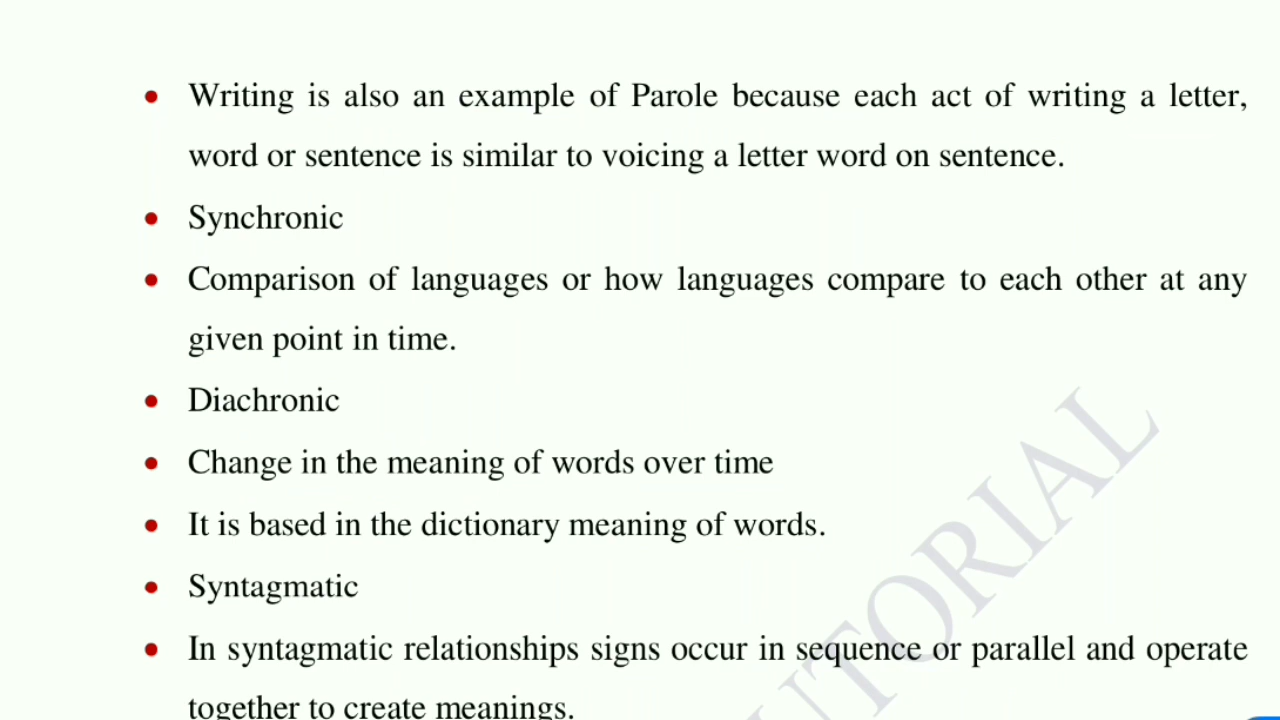 • Writing is also an example of Parole because each act of writing a letter,
word or sentence is similar to voicing a letter word on sentence.
• Synchronic
• Comparison of languages or how languages compare to each other at any
given point in time.
• Diachronic
• Change in the meaning of words over time
• It is based in the dictionary meaning of words.
• Syntagmatic
• In syntagmatic relationships signs occur in sequence or parallel and operate
together to create meanings.
UTORIAL